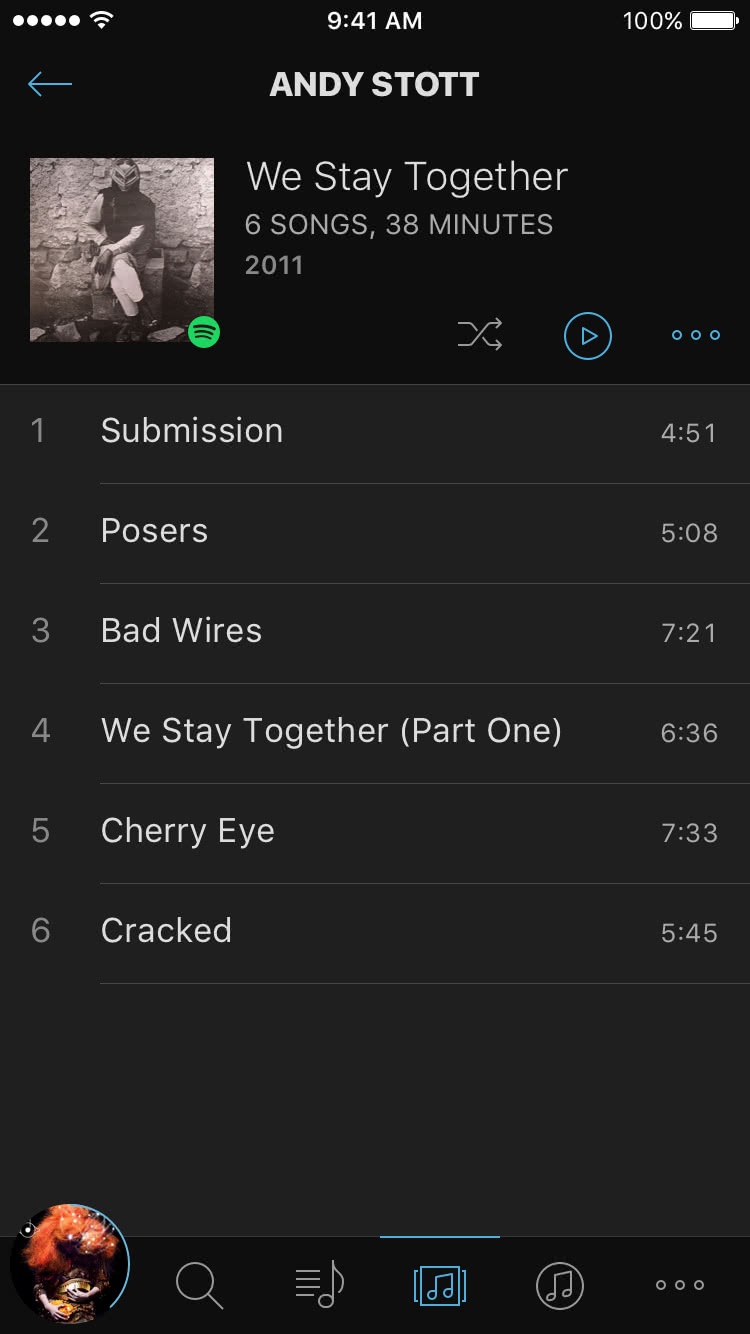 9:41 AM 100%
ANDY STOTT
We Stay Together
6 SONGS, 38 MINUTES
2011
1 Submission 4:51
2 Posers 5:08
3 Bad Wires 7:21
4 We Stay Together (Part One) 6:36
5 Cherry Eye 7:33
6 Cracked 5:45